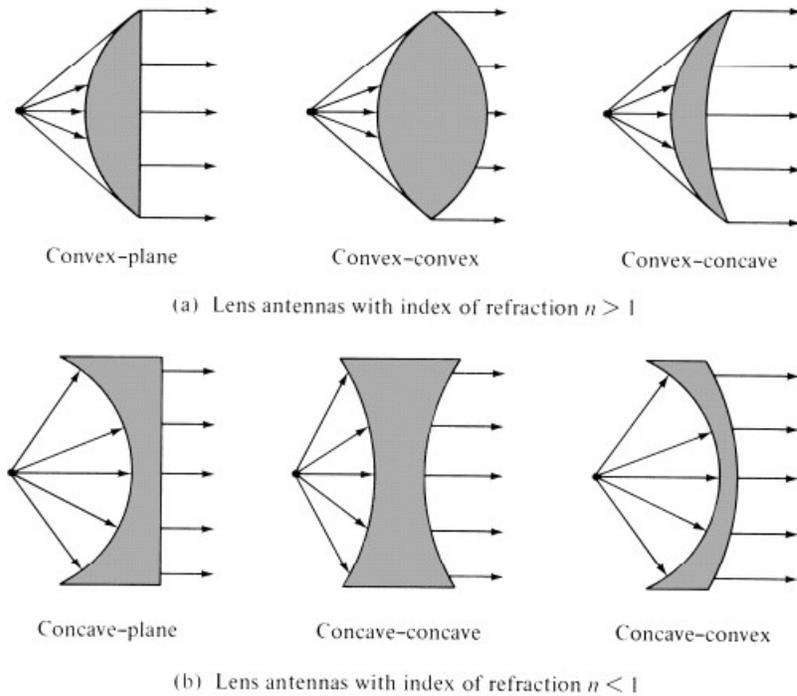 Convex-plane
Convex-convex
Convex-concave
(a) Lens antennas with index of refraction n > 1
Concave-plane
Concave-concave
Concave-convex
(b) Lens antennas with index of refraction n < 1